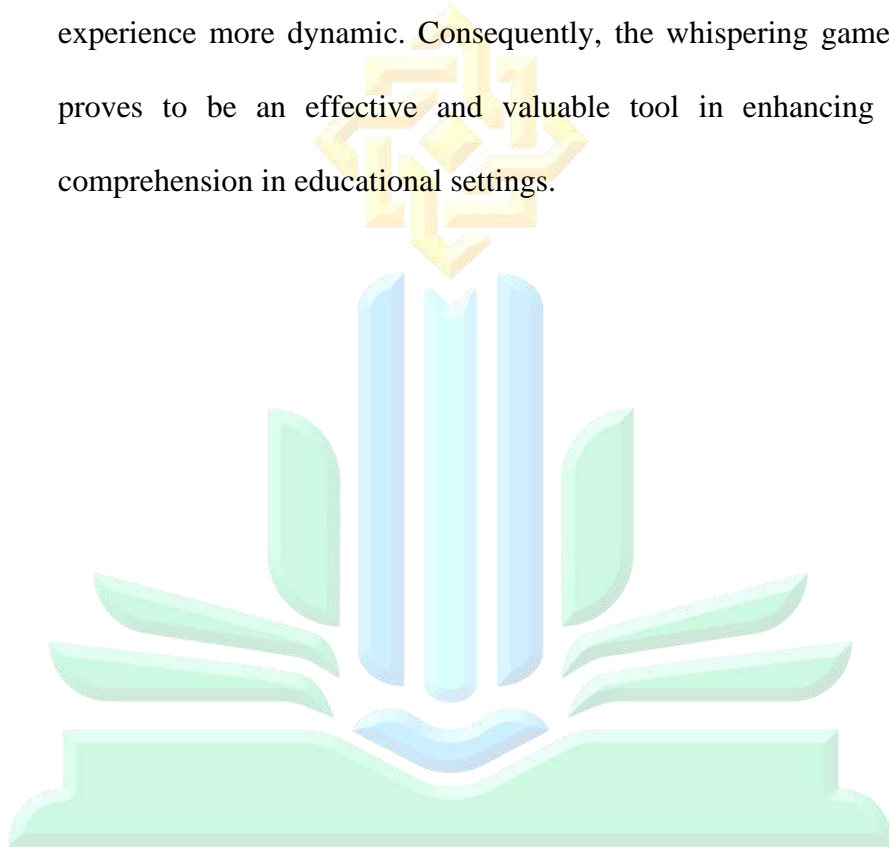 experience more dynamic. Consequently, the whispering game
proves to be an effective and valuable tool in enhancing
comprehension in educational settings.